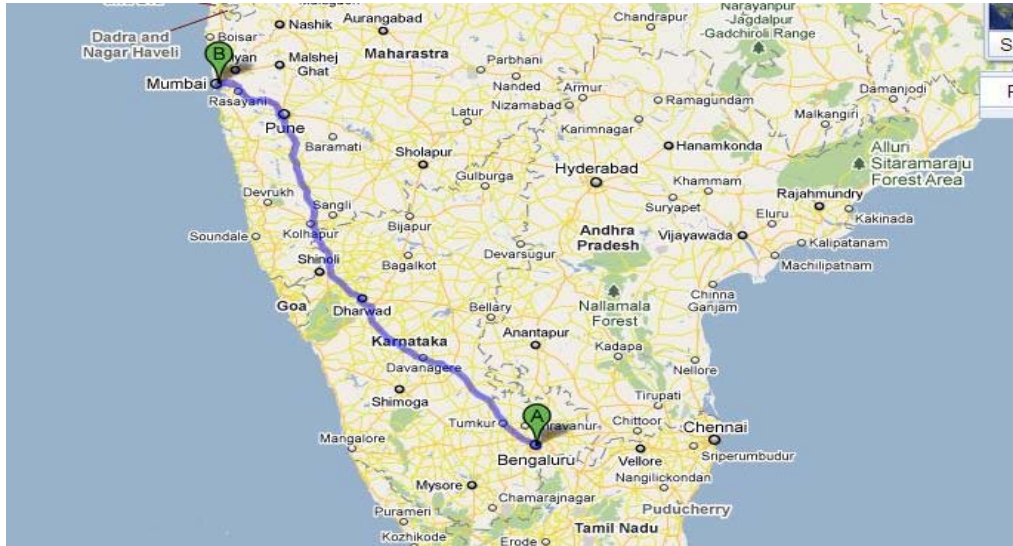 Nashik
Aurangabad
Chandrapur
Narayanpur
-Jagdalpur
-Gadchiroli Range
Dadra and
Nagar Haveli
Boisar
Malshej
Ghat
Maharastra
Parbhani
Nanded
Armur
Nizamabad
Ramagundam
Damanjodi
Malkangiri
B
Mumbai
Rasayani
Pune
Baramati
Latur
Karimnagar
Hanamkonda
Alluri
Sitaramaraju
Forest Area
Sholapur
Gulburga
Hyderabad
Khammam
Suryapet
Rajahmundry
Devrukh
Sangli
Soundale
Kolhapur
Bijapur
Eluru
Kakinada
Andhra
Pradesh
Vijayawada
Kalipatanam
Machilipatnam
Devarsugur
Bagalkot
Shinoli
Goa
Dharwad
Bellary
Nallamala
Forest
Chinna
Ganjam
Karnataka
Anantapur
Davanagere
Kadapa
Nellore
Shimoga
Tirupati
A
Tumkur
Chittoor
Chennai
Mangalore
Bengaluru
Vellore
Sriperumbudur
Mysore
Nangilickondan
Chamarajnagar
Puducherry
Purameri
Kozhikode
Tamil Nadu
Erode